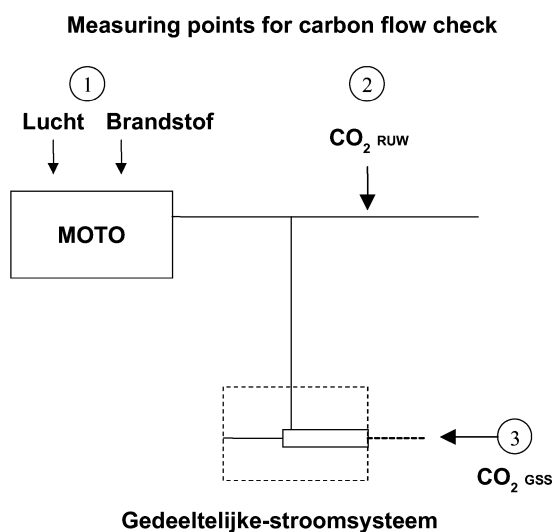 Measuring points for carbon flow check
1
2
Lucht Brandstof
CO2 RUW
MOTO
3
CO2 GSS
Gedeeltelijke-stroomsysteem